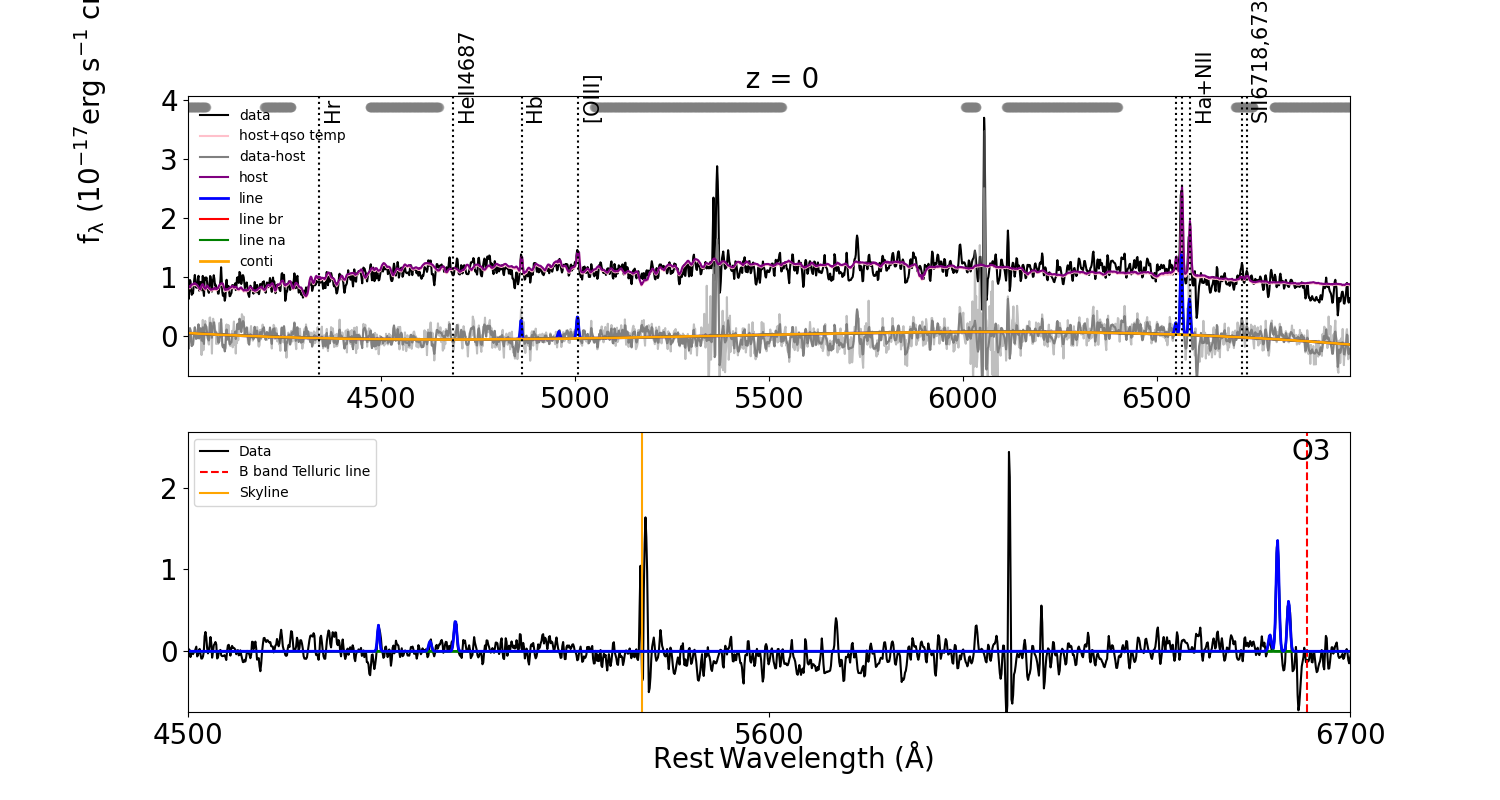 z = 0
Hr
HeII4687
Hb
[OIII]
Ha+NII
SII6718,673
f_λ (10^−17 erg s^−1 c
4
3
2
1
0
data
host+qso temp
data-host
host
line
line br
line na
conti
4500 5000 5500 6000 6500
Data
B band Telluric line
Skyline
O3
2
1
0
4500 5600 6700
Rest Wavelength (Å)